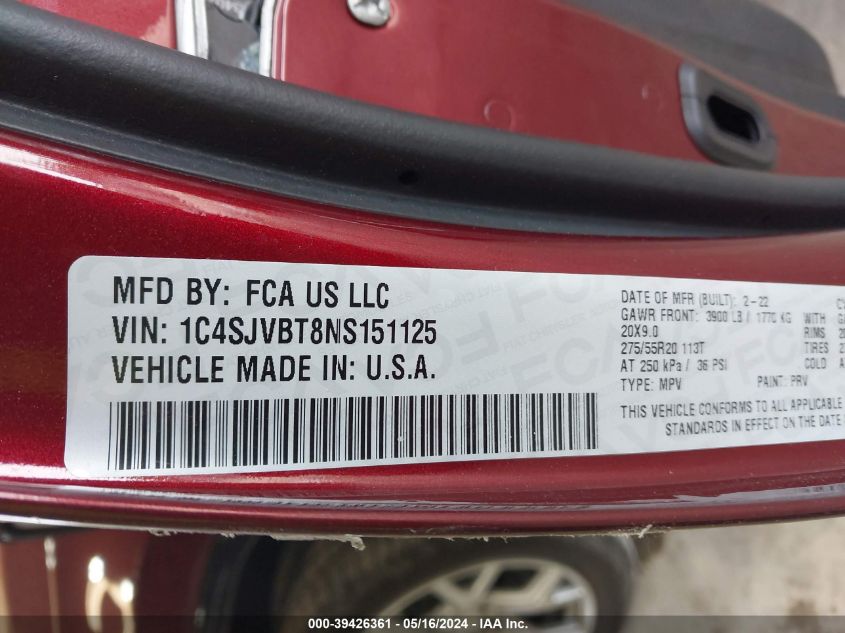 MFD BY: FCA US LLC
VIN: 1C4SJVBT8NS151125
VEHICLE MADE IN: U.S.A.
DATE OF MFR (BUILT): 2-22
GAWR FRONT: 3900 LB / 1770 KG WITH
20X9.0 RIMS
275/55R20 113T TIRES
AT 250 kPa / 36 PSI COLD
TYPE: MPV PAINT: PRV
THIS VEHICLE CONFORMS TO ALL APPLICABLE
STANDARDS IN EFFECT ON THE DATE
000-39426361 - 05/16/2024 - IAA Inc.